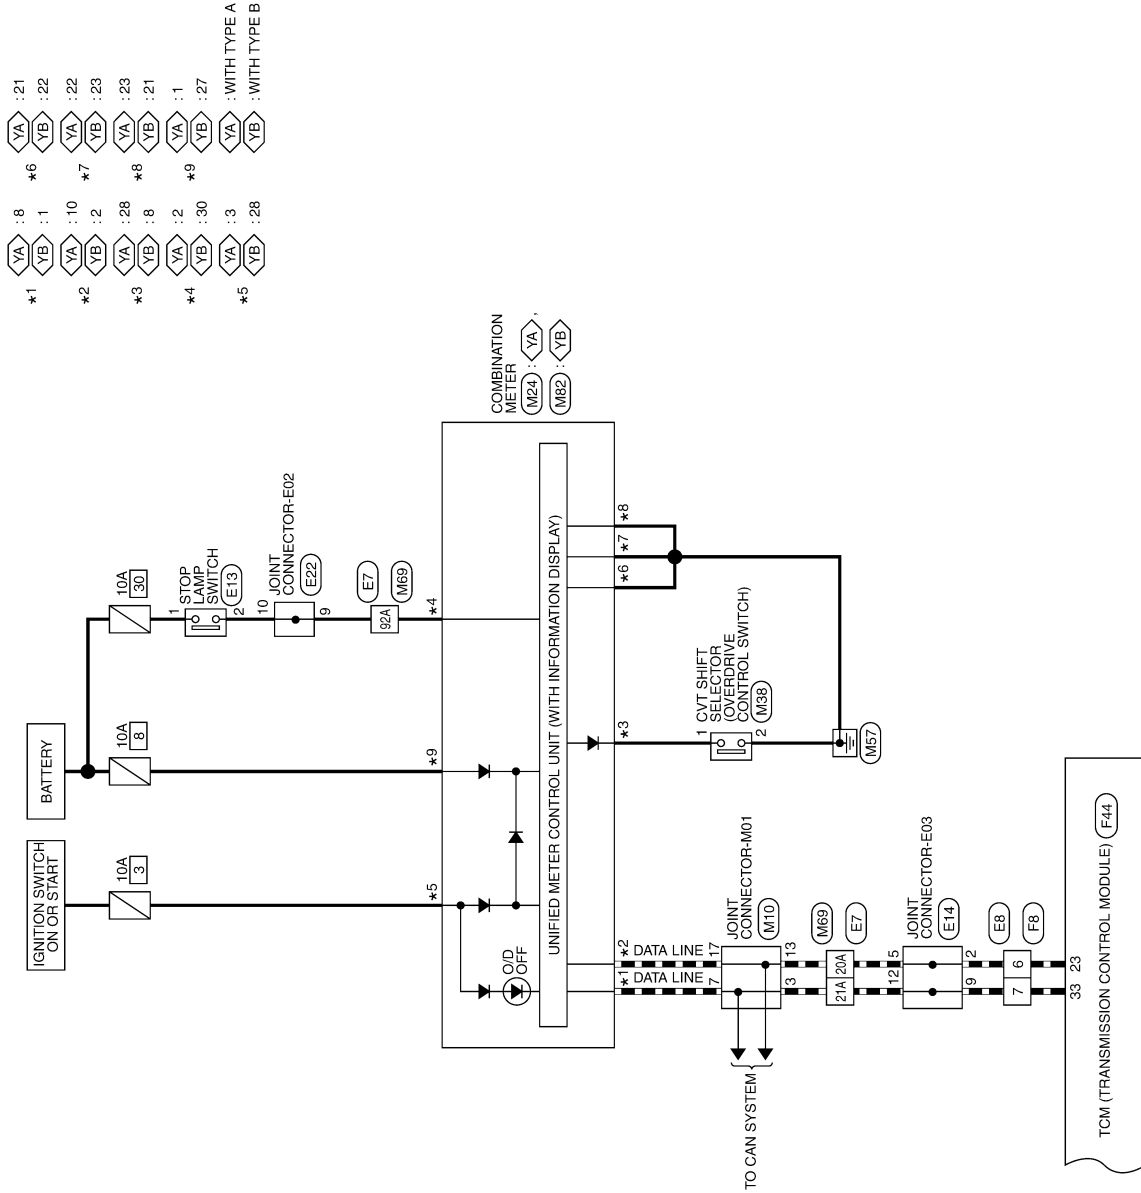 *1 YA : 8
YB : 1
*2 YA : 10
YB : 2
*3 YA : 28
YB : 8
*4 YA : 2
YB : 30
*5 YA : 3
YB : 28
*6 YA : 21
YB : 22
*7 YA : 22
YB : 23
*8 YA : 23
YB : 21
*9 YA : 1
YB : 27
YA : WITH TYPE A
YB : WITH TYPE B
IGNITION SWITCH
ON OR START
BATTERY
10A
3
10A
8
10A
30
1
STOP
LAMP
SWITCH
E13
2
10
JOINT
CONNECTOR-E02
E22
9
92A
E7
M69
*5
*9
*4
COMBINATION
METER
M24 : YA ,
M82 : YB
O/D
OFF
UNIFIED METER CONTROL UNIT (WITH INFORMATION DISPLAY)
*1
*2
*3
*6
*7
*8
DATA LINE
DATA LINE
7
17
JOINT
CONNECTOR-M01
M10
TO CAN SYSTEM
3
13
21A
20A
M69
E7
12
5
JOINT
CONNECTOR-E03
E14
9
2
7
6
E8
F8
33
23
TCM (TRANSMISSION CONTROL MODULE)
F44
1
CVT SHIFT
SELECTOR
(OVERDRIVE
CONTROL SWITCH)
M38
2
M57